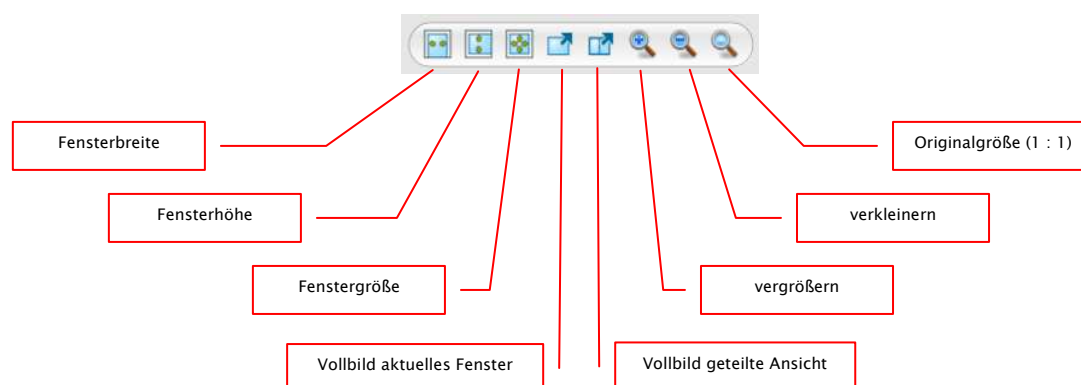 Fensterbreite
Originalgröße (1 : 1)
Fensterhöhe
verkleinern
Fenstergröße
vergrößern
Vollbild aktuelles Fenster
Vollbild geteilte Ansicht